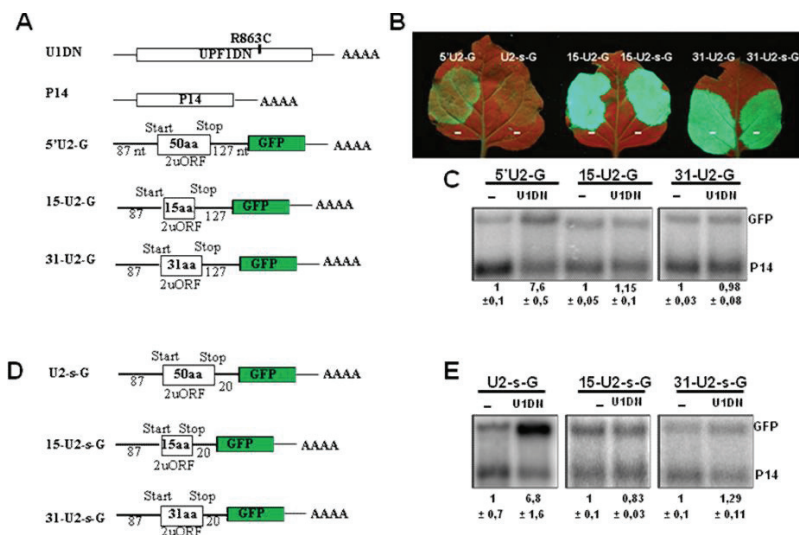 A
U1DN
R863C
UPF1DN
AAAA
P14
P14
AAAA
5'U2-G
Start
Stop
87 nt
50aa
2uORF
127 nt
GFP
AAAA
15-U2-G
Start
Stop
87
15aa
2uORF
127
GFP
AAAA
31-U2-G
Start
Stop
87
31aa
2uORF
127
GFP
AAAA
B
5'U2-G U2-s-G
15-U2-G 15-U2-s-G
31-U2-G 31-U2-s-G
C
5'U2-G 15-U2-G 31-U2-G
– U1DN – U1DN – U1DN
GFP
P14
1 7,6 1 1,15 1 0,98
±0,1 ± 0,5 ± 0,05 ± 0,1 ± 0,03 ± 0,08
D
U2-s-G
Start
Stop
87
50aa
2uORF
20
GFP
AAAA
15-U2-s-G
Start
Stop
87
15aa
2uORF
20
GFP
AAAA
31-U2-s-G
Start
Stop
87
31aa
2uORF
20
GFP
AAAA
E
U2-s-G 15-U2-s-G 31-U2-s-G
– U1DN – U1DN – U1DN
GFP
P14
1 6,8 1 0,83 1 1,29
± 0,7 ± 1,6 ± 0,1 ± 0,03 ± 0,1 ± 0,11